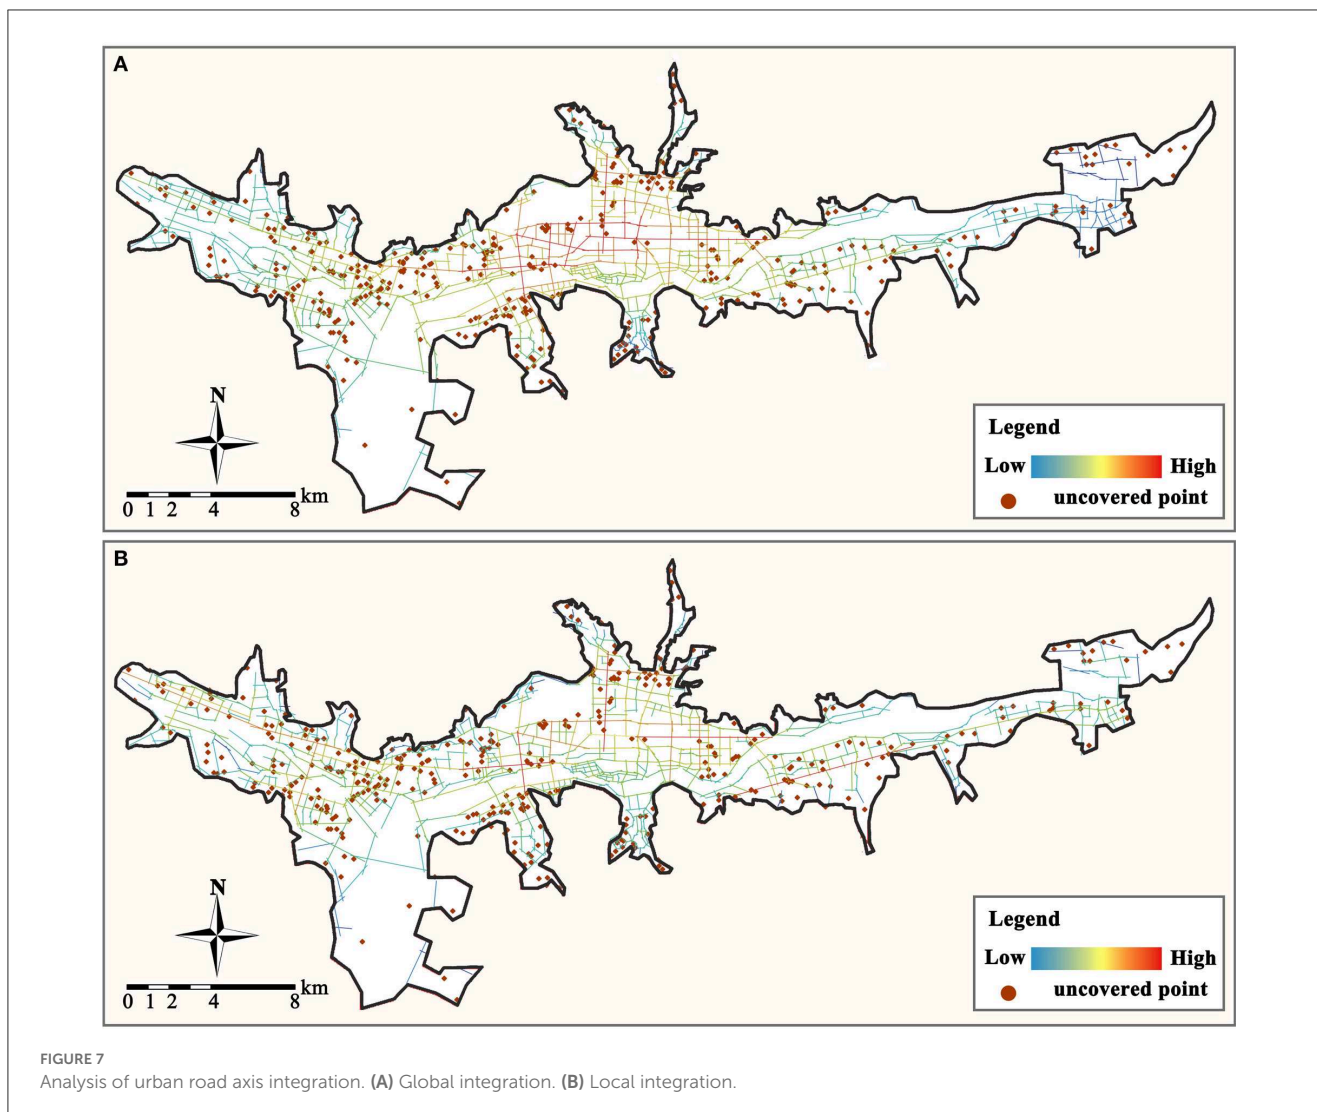 A
N
0 1 2 4 8 km
Legend
Low High
uncovered point
B
N
0 1 2 4 8 km
Legend
Low High
uncovered point
FIGURE 7
Analysis of urban road axis integration. (A) Global integration. (B) Local integration.